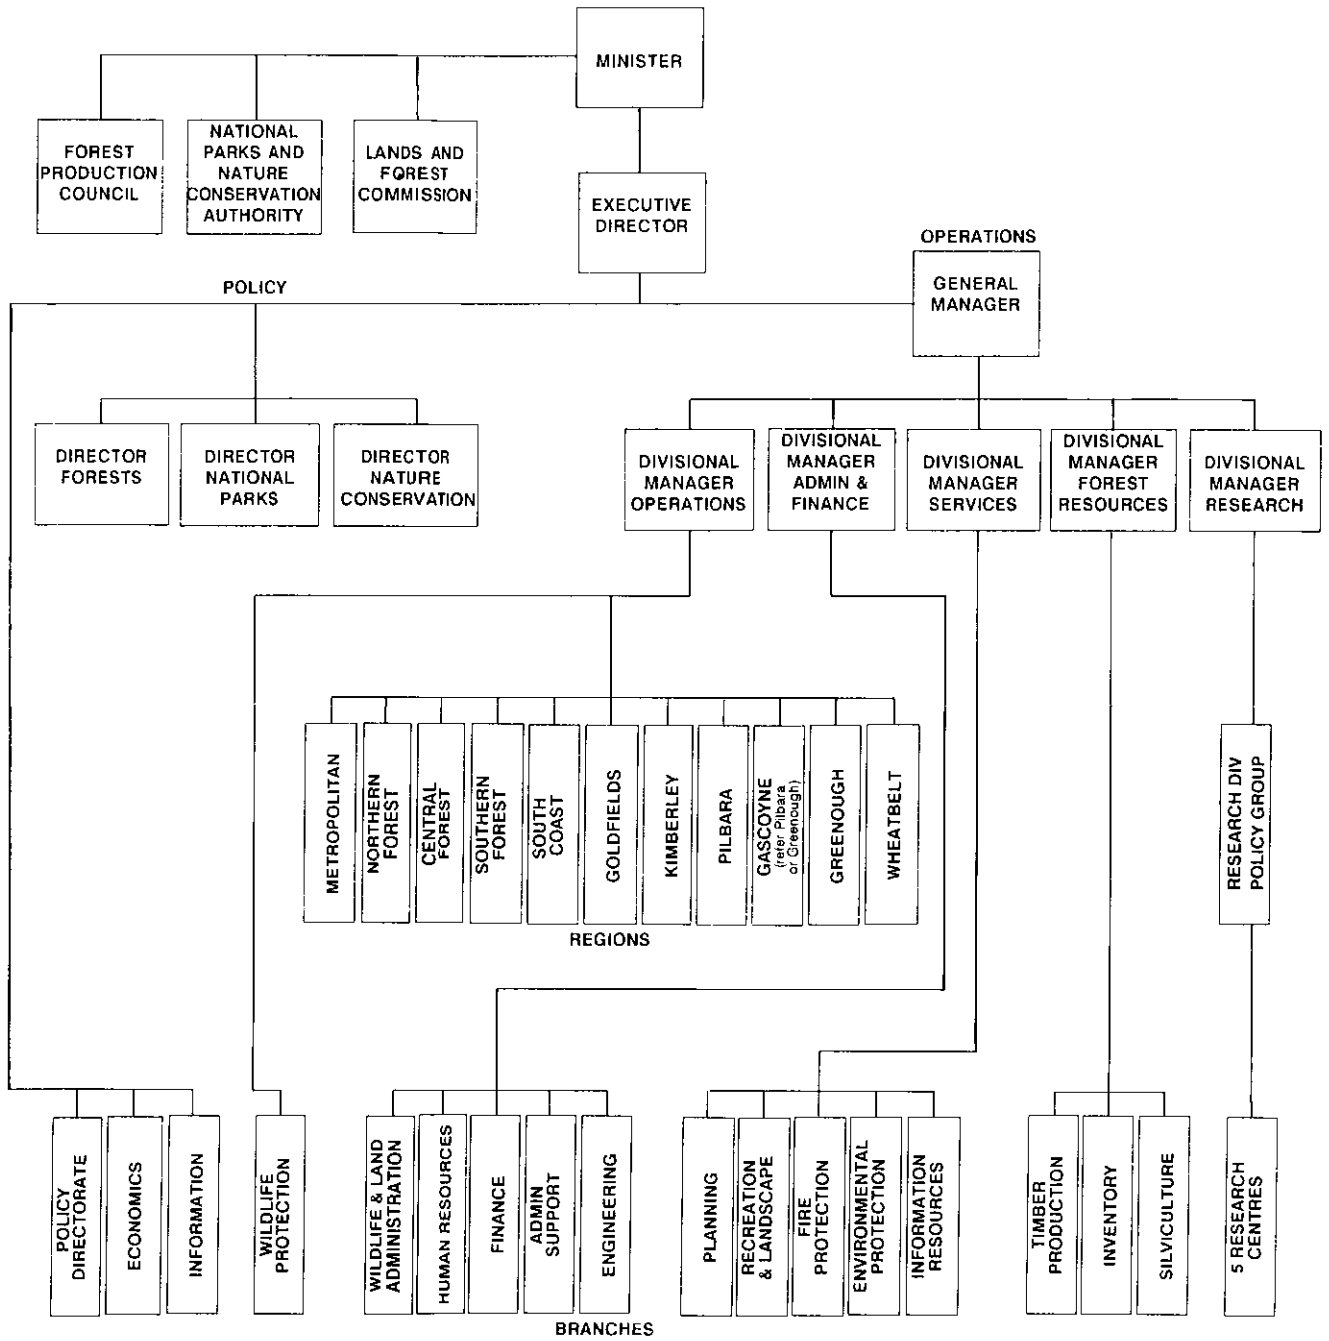 MINISTER
FOREST
PRODUCTION
COUNCIL
NATIONAL
PARKS AND
NATURE
CONSERVATION
AUTHORITY
LANDS AND
FOREST
COMMISSION
EXECUTIVE
DIRECTOR
OPERATIONS
GENERAL
MANAGER
POLICY
DIRECTOR
FORESTS
DIRECTOR
NATIONAL
PARKS
DIRECTOR
NATURE
CONSERVATION
DIVISIONAL
MANAGER
OPERATIONS
DIVISIONAL
MANAGER
ADMIN &
FINANCE
DIVISIONAL
MANAGER
SERVICES
DIVISIONAL
MANAGER
FOREST
RESOURCES
DIVISIONAL
MANAGER
RESEARCH
METROPOLITAN
NORTHERN
FOREST
CENTRAL
FOREST
SOUTHERN
FOREST
SOUTH
COAST
GOLDFIELDS
KIMBERLEY
PILBARA
GASCOYNE
(refer Pilbara
or Greenough)
GREENOUGH
WHEATBELT
RESEARCH DIV
POLICY GROUP
REGIONS
POLICY
DIRECTORATE
ECONOMICS
INFORMATION
WILDLIFE
PROTECTION
WILDLIFE & LAND
ADMINISTRATION
HUMAN RESOURCES
FINANCE
ADMIN
SUPPORT
ENGINEERING
PLANNING
RECREATION
& LANDSCAPE
FIRE
PROTECTION
ENVIRONMENTAL
PROTECTION
INFORMATION
RESOURCES
TIMBER
PRODUCTION
INVENTORY
SILVICULTURE
5 RESEARCH
CENTRES
BRANCHES